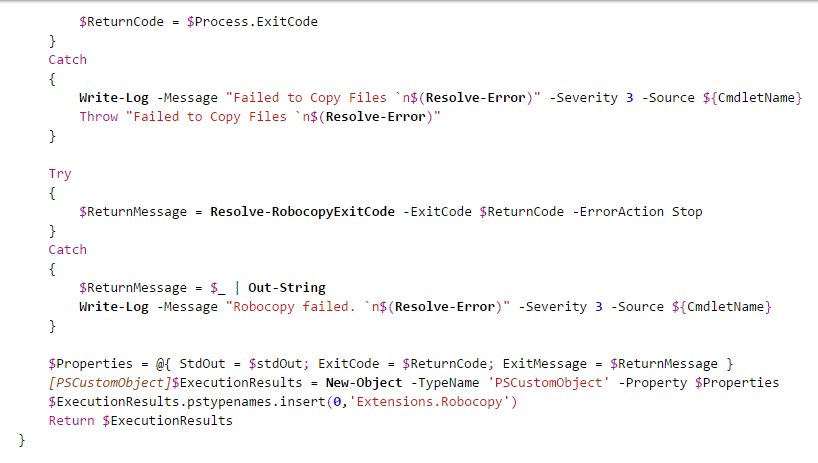 $ReturnCode = $Process.ExitCode
}
Catch
{
Write-Log -Message "Failed to Copy Files `n$(Resolve-Error)" -Severity 3 -Source ${CmdletName}
Throw "Failed to Copy Files `n$(Resolve-Error)"
}
Try
{
$ReturnMessage = Resolve-RobocopyExitCode -ExitCode $ReturnCode -ErrorAction Stop
}
Catch
{
$ReturnMessage = $_ | Out-String
Write-Log -Message "Robocopy failed. `n$(Resolve-Error)" -Severity 3 -Source ${CmdletName}
}
$Properties = @{ StdOut = $stdOut; ExitCode = $ReturnCode; ExitMessage = $ReturnMessage }
[PSCustomObject]$ExecutionResults = New-Object -TypeName 'PSCustomObject' -Property $Properties
$ExecutionResults.pstypenames.insert(0,'Extensions.Robocopy')
Return $ExecutionResults
}